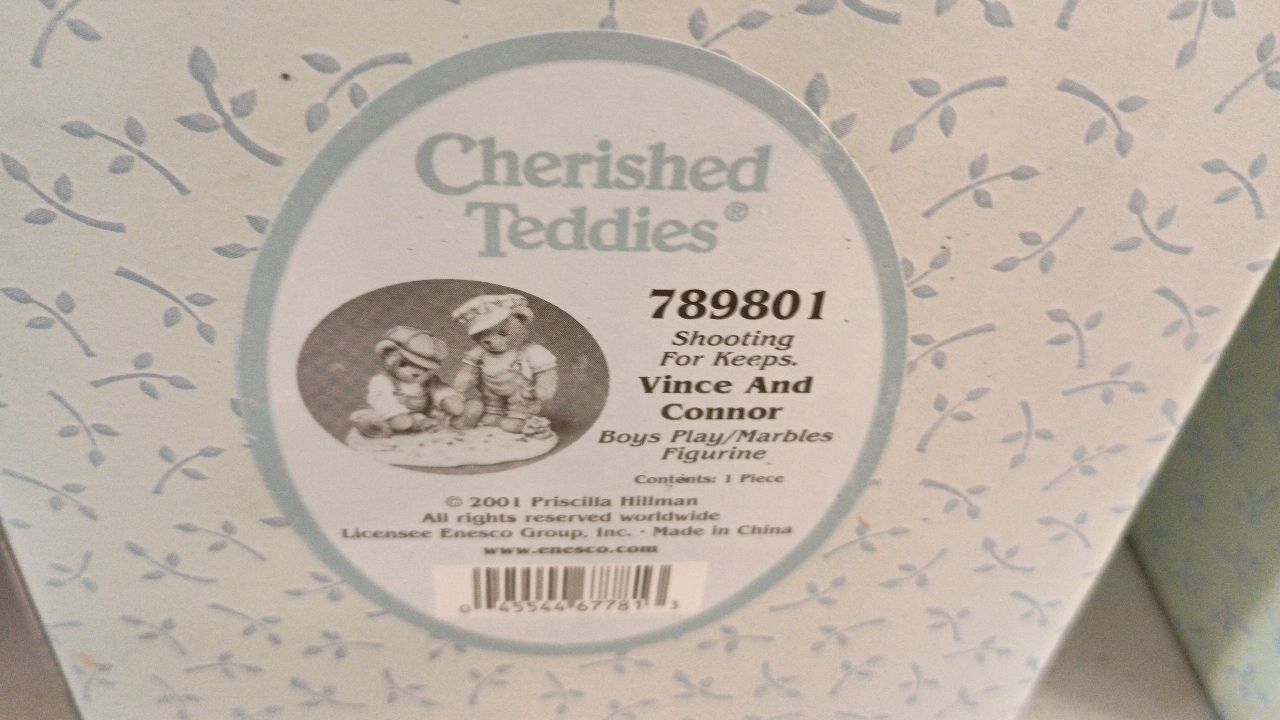 Cherished
Teddies®
789801
Shooting
For Keeps.
Vince And
Connor
Boys Play/Marbles
Figurine
Contents: 1 Piece
© 2001 Priscilla Hillman
All rights reserved worldwide
Licensee Enesco Group, Inc. · Made in China
www.enesco.com
0 45544 67781 3